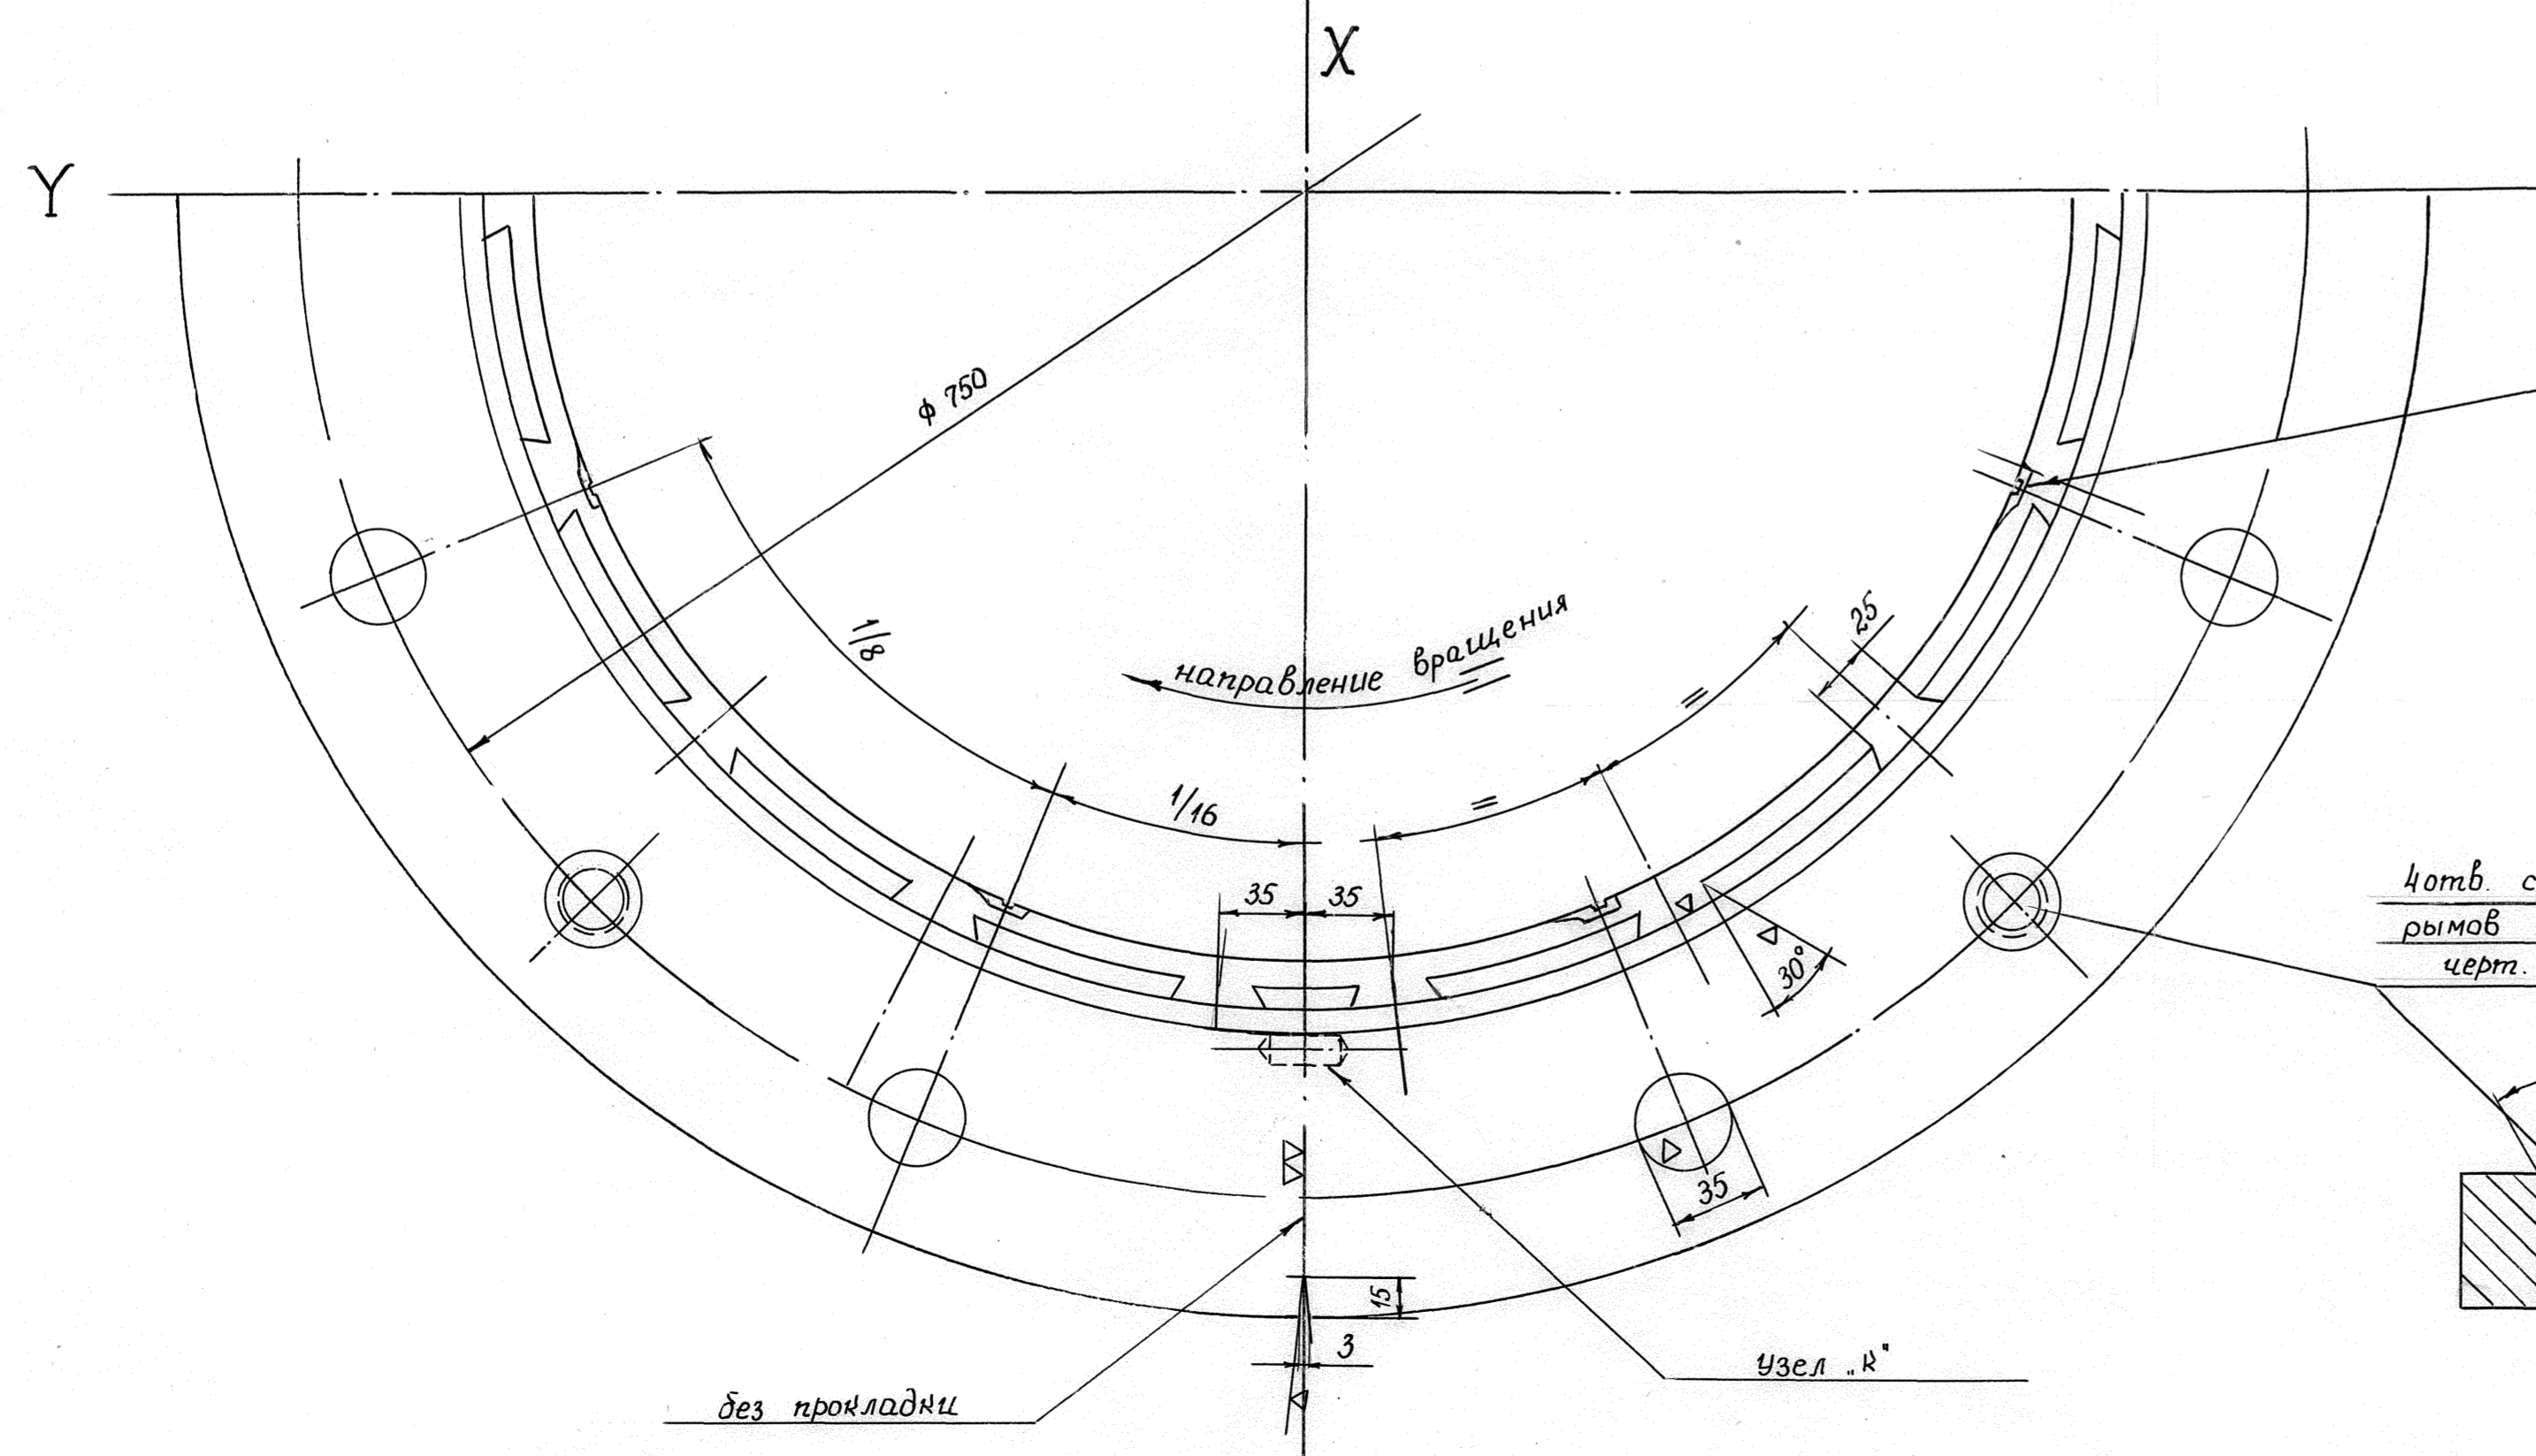 X
Y
ϕ 750
1/8
направление вращения
=
=
25
1/16
35
35
30°
4отв. с
рымов
черт.
35
15
3
Узел „К"
без прокладки